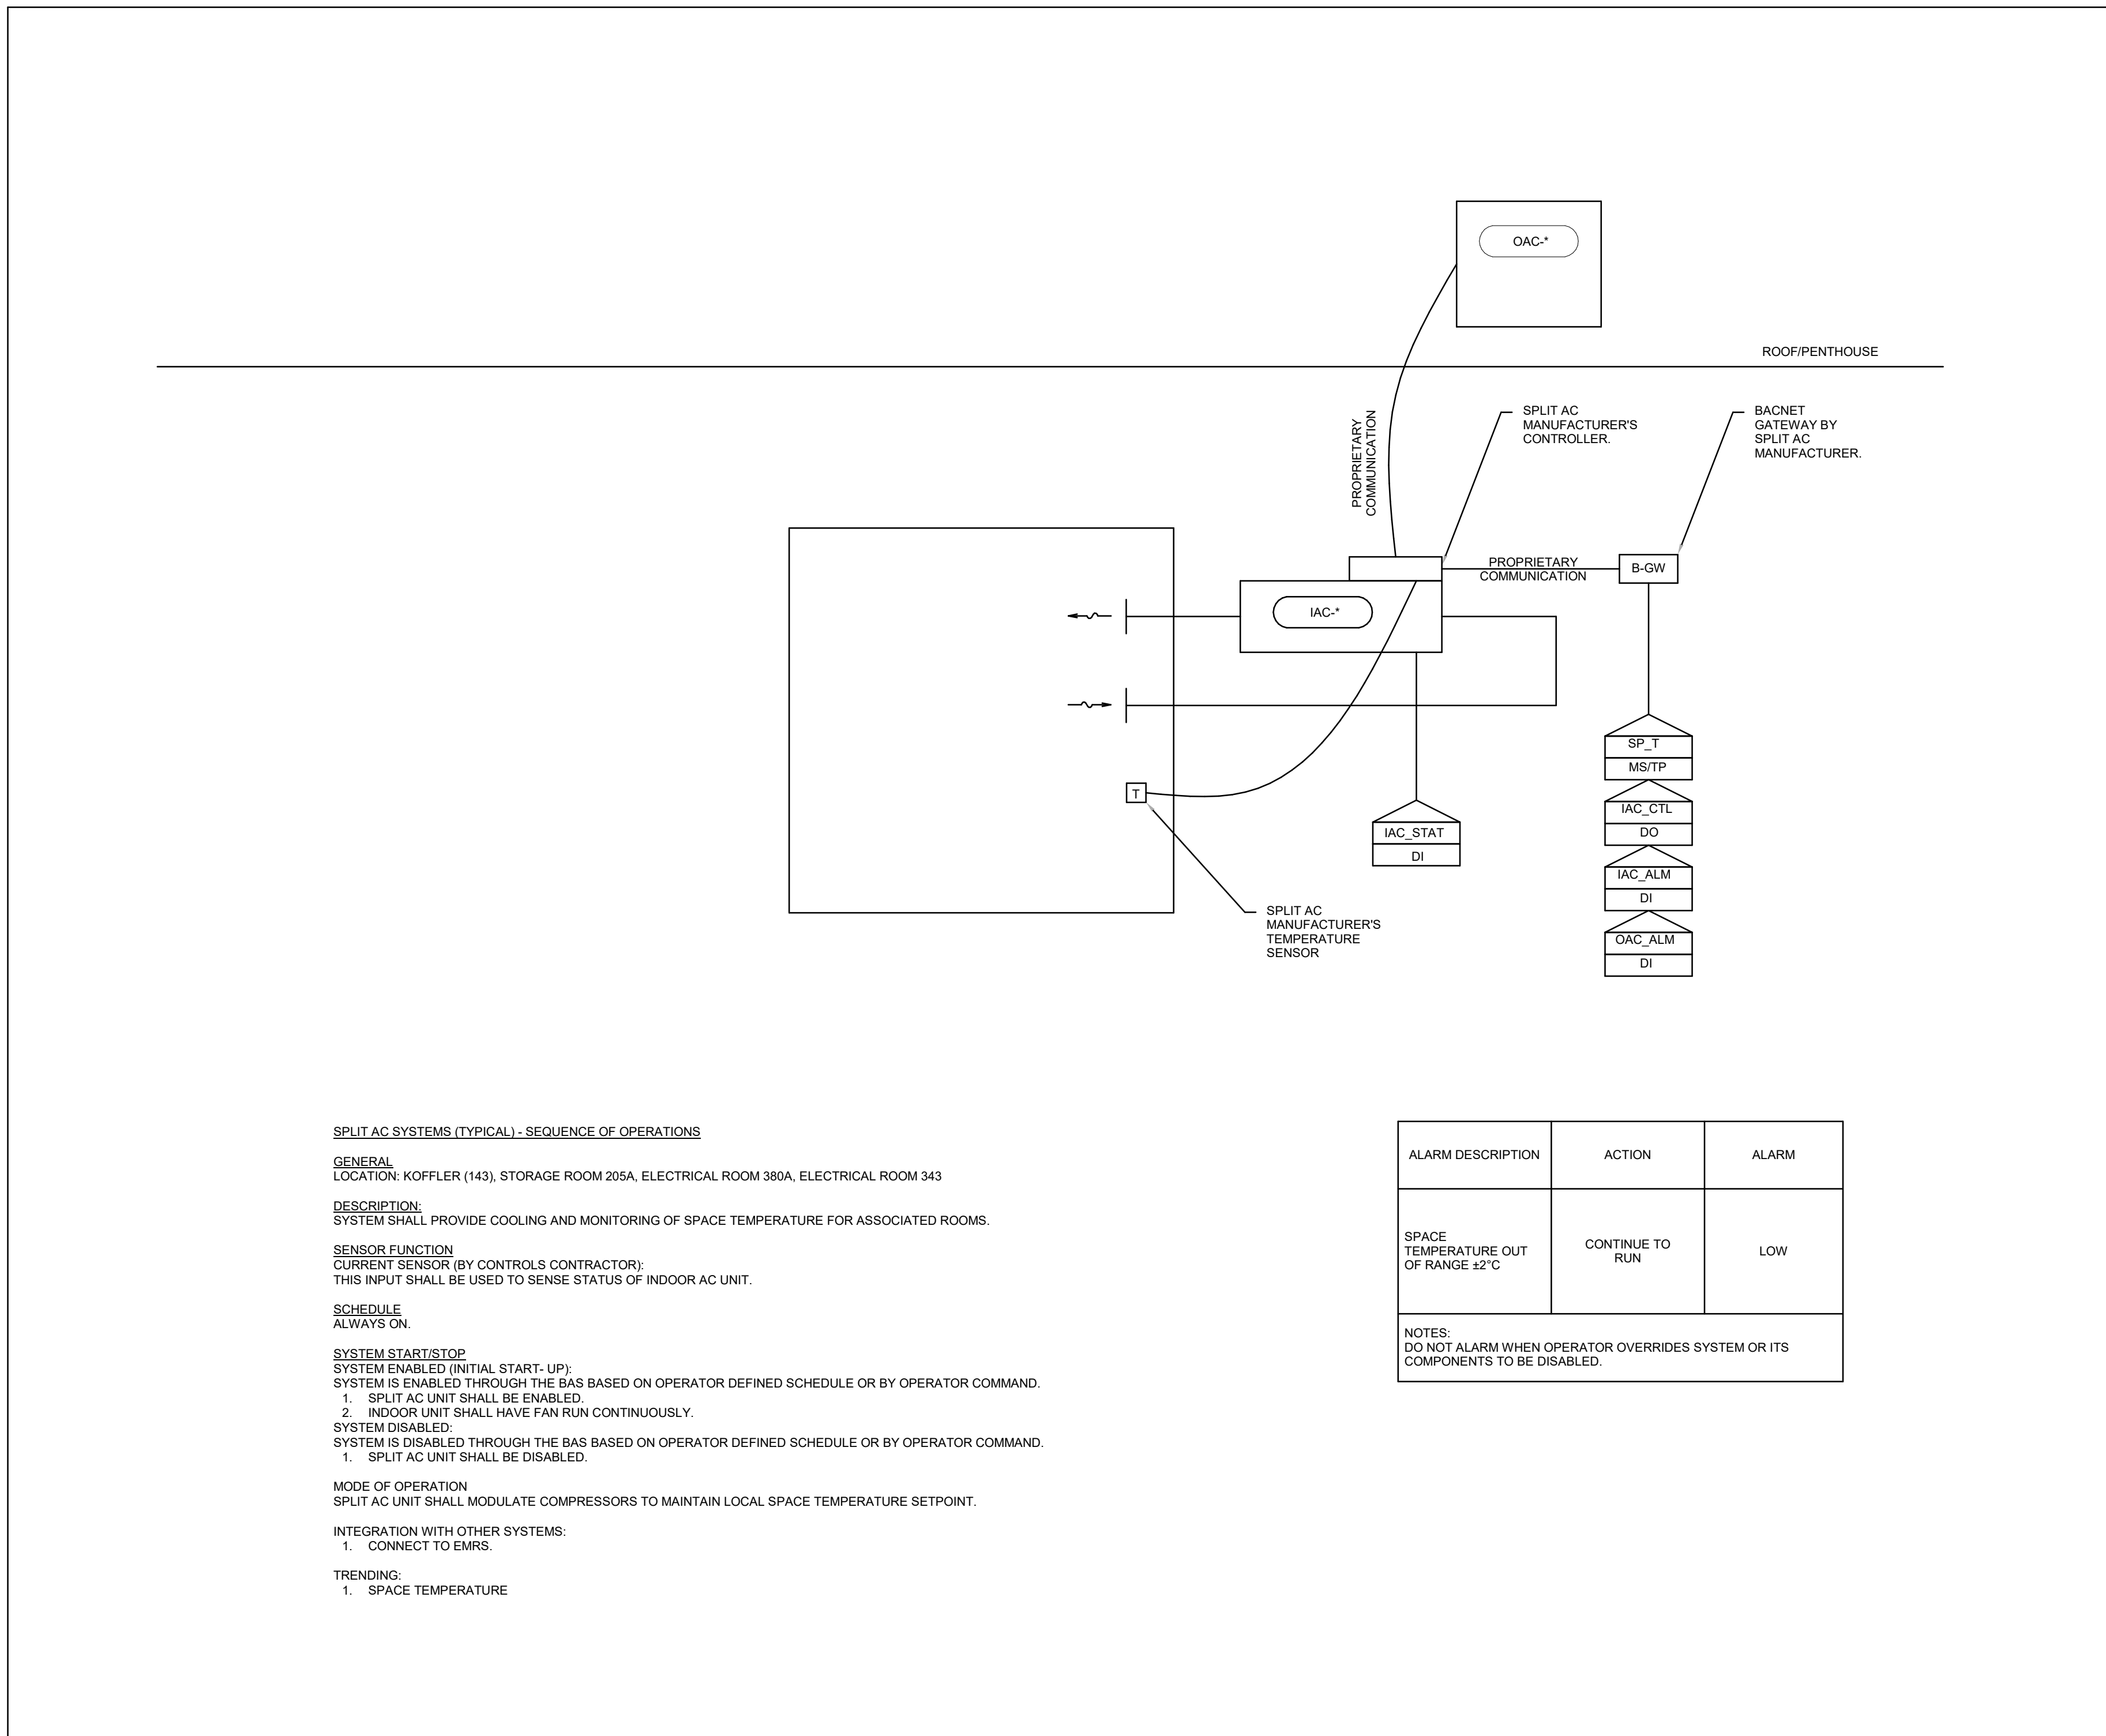 OAC-*
ROOF/PENTHOUSE
PROPRIETARY
COMMUNICATION
SPLIT AC
MANUFACTURER'S
CONTROLLER.
BACNET
GATEWAY BY
SPLIT AC
MANUFACTURER.
PROPRIETARY
COMMUNICATION
B-GW
IAC-*
T
SP_T
MS/TP
IAC_CTL
DO
IAC_ALM
DI
OAC_ALM
DI
IAC_STAT
DI
SPLIT AC
MANUFACTURER'S
TEMPERATURE
SENSOR
SPLIT AC SYSTEMS (TYPICAL) - SEQUENCE OF OPERATIONS
GENERAL
LOCATION: KOFFLER (143), STORAGE ROOM 205A, ELECTRICAL ROOM 380A, ELECTRICAL ROOM 343
DESCRIPTION:
SYSTEM SHALL PROVIDE COOLING AND MONITORING OF SPACE TEMPERATURE FOR ASSOCIATED ROOMS.
SENSOR FUNCTION
CURRENT SENSOR (BY CONTROLS CONTRACTOR):
THIS INPUT SHALL BE USED TO SENSE STATUS OF INDOOR AC UNIT.
SCHEDULE
ALWAYS ON.
SYSTEM START/STOP
SYSTEM ENABLED (INITIAL START- UP):
SYSTEM IS ENABLED THROUGH THE BAS BASED ON OPERATOR DEFINED SCHEDULE OR BY OPERATOR COMMAND.
1. SPLIT AC UNIT SHALL BE ENABLED.
2. INDOOR UNIT SHALL HAVE FAN RUN CONTINUOUSLY.
SYSTEM DISABLED:
SYSTEM IS DISABLED THROUGH THE BAS BASED ON OPERATOR DEFINED SCHEDULE OR BY OPERATOR COMMAND.
1. SPLIT AC UNIT SHALL BE DISABLED.
MODE OF OPERATION
SPLIT AC UNIT SHALL MODULATE COMPRESSORS TO MAINTAIN LOCAL SPACE TEMPERATURE SETPOINT.
INTEGRATION WITH OTHER SYSTEMS:
1. CONNECT TO EMRS.
TRENDING:
1. SPACE TEMPERATURE
ALARM DESCRIPTION
ACTION
ALARM
SPACE
TEMPERATURE OUT
OF RANGE ±2°C
CONTINUE TO
RUN
LOW
NOTES:
DO NOT ALARM WHEN OPERATOR OVERRIDES SYSTEM OR ITS
COMPONENTS TO BE DISABLED.